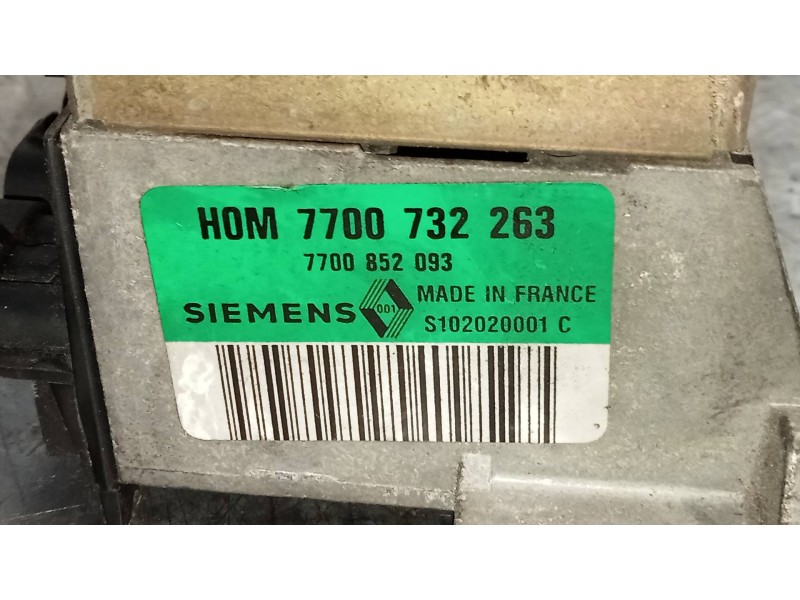 HOM 7700 732 263
7700 852 093
SIEMENS 001 MADE IN FRANCE
S102020001 C